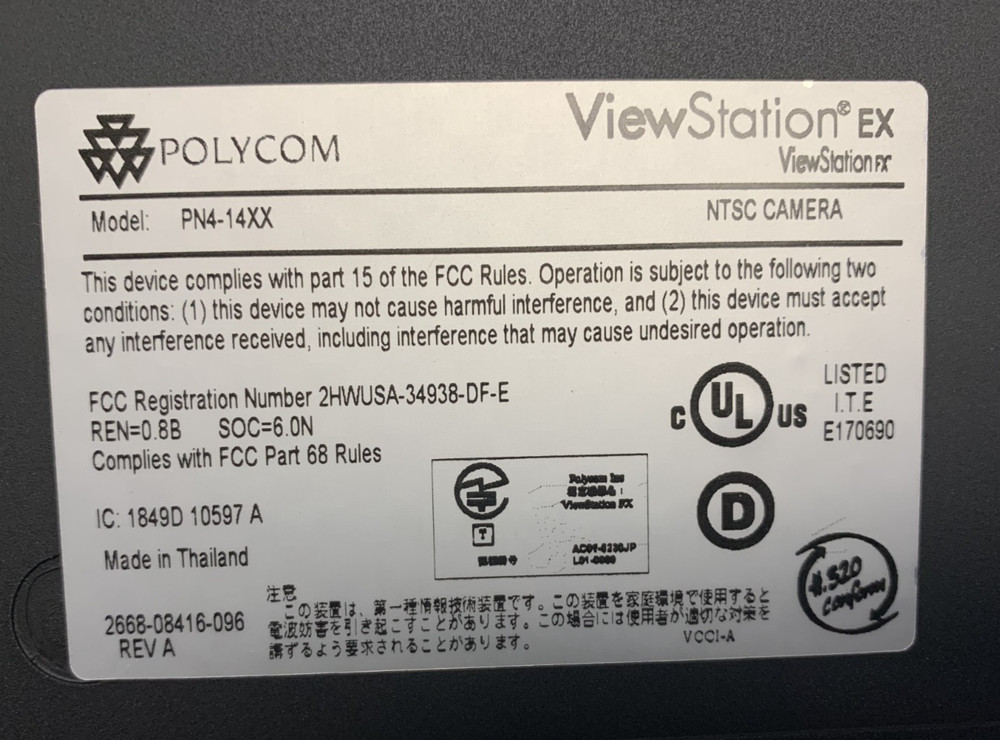 POLYCOM
ViewStation® EX
ViewStation FX
Model: PN4-14XX
NTSC CAMERA
This device complies with part 15 of the FCC Rules. Operation is subject to the following two
conditions: (1) this device may not cause harmful interference, and (2) this device must accept
any interference received, including interference that may cause undesired operation.
FCC Registration Number 2HWUSA-34938-DF-E
REN=0.8B SOC=6.0N
Complies with FCC Part 68 Rules
C UL US
LISTED
I.T.E
E170690
IC: 1849D 10597 A
Made in Thailand
2668-08416-096
REV A
T
Polycom Inc
ViewStation
D
H.320
注意
この装置は、第一種情報技術装置です。この装置を家庭環境で使用すると
電波妨害を引き起こすことがあります。この場合には使用者が適切な対策を
講ずるよう要求されることがあります。
VCCI-A